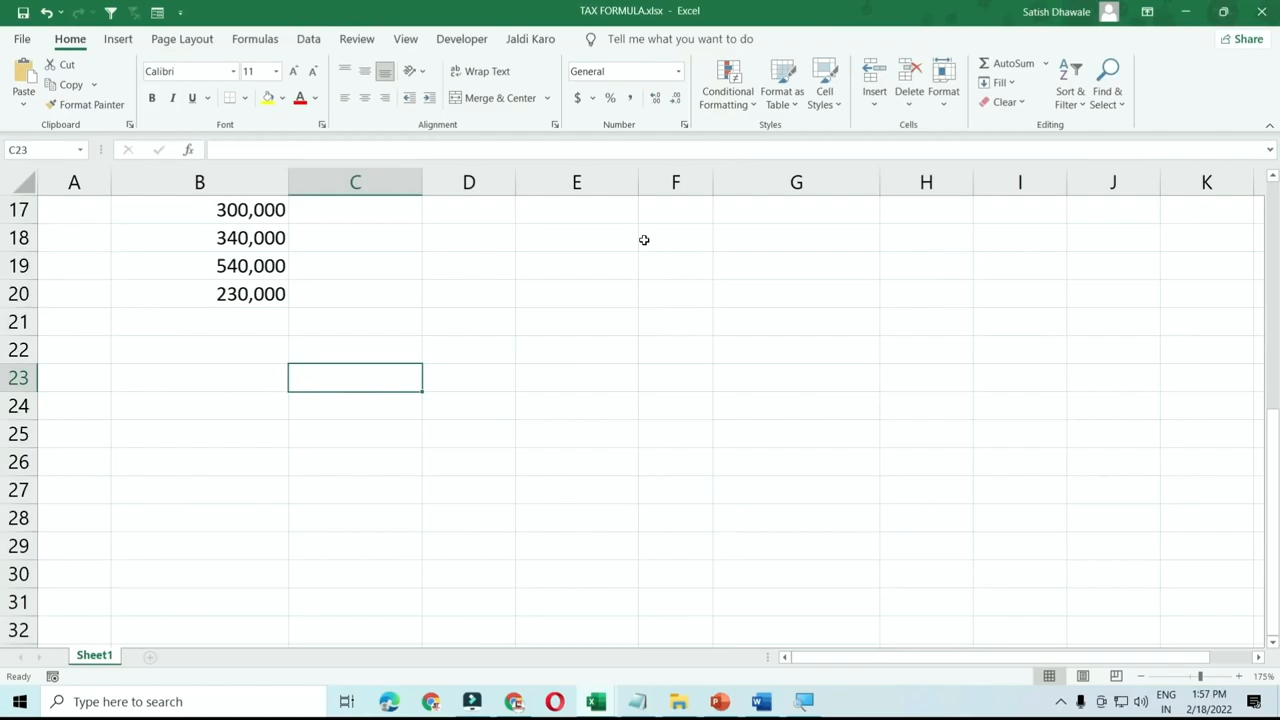 TAX FORMULA.xlsx - Excel
Satish Dhawale
File Home Insert Page Layout Formulas Data Review View Developer Jaldi Karo Tell me what you want to do Share
Paste
Cut
Copy
Format Painter
Clipboard
Calibri 11
B I U A
Font
Wrap Text
Merge & Center
Alignment
General
$ % ,
Number
Conditional Formatting
Format as Table
Cell Styles
Styles
Insert
Delete
Format
Cells
AutoSum
Fill
Clear
Sort & Filter
Find & Select
Editing
C23 fx
A B C D E F G H I J K
17 300,000
18 340,000
19 540,000
20 230,000
21
22
23
24
25
26
27
28
29
30
31
32
Sheet1
Ready 175%
Type here to search
ENG
IN
1:57 PM
2/18/2022